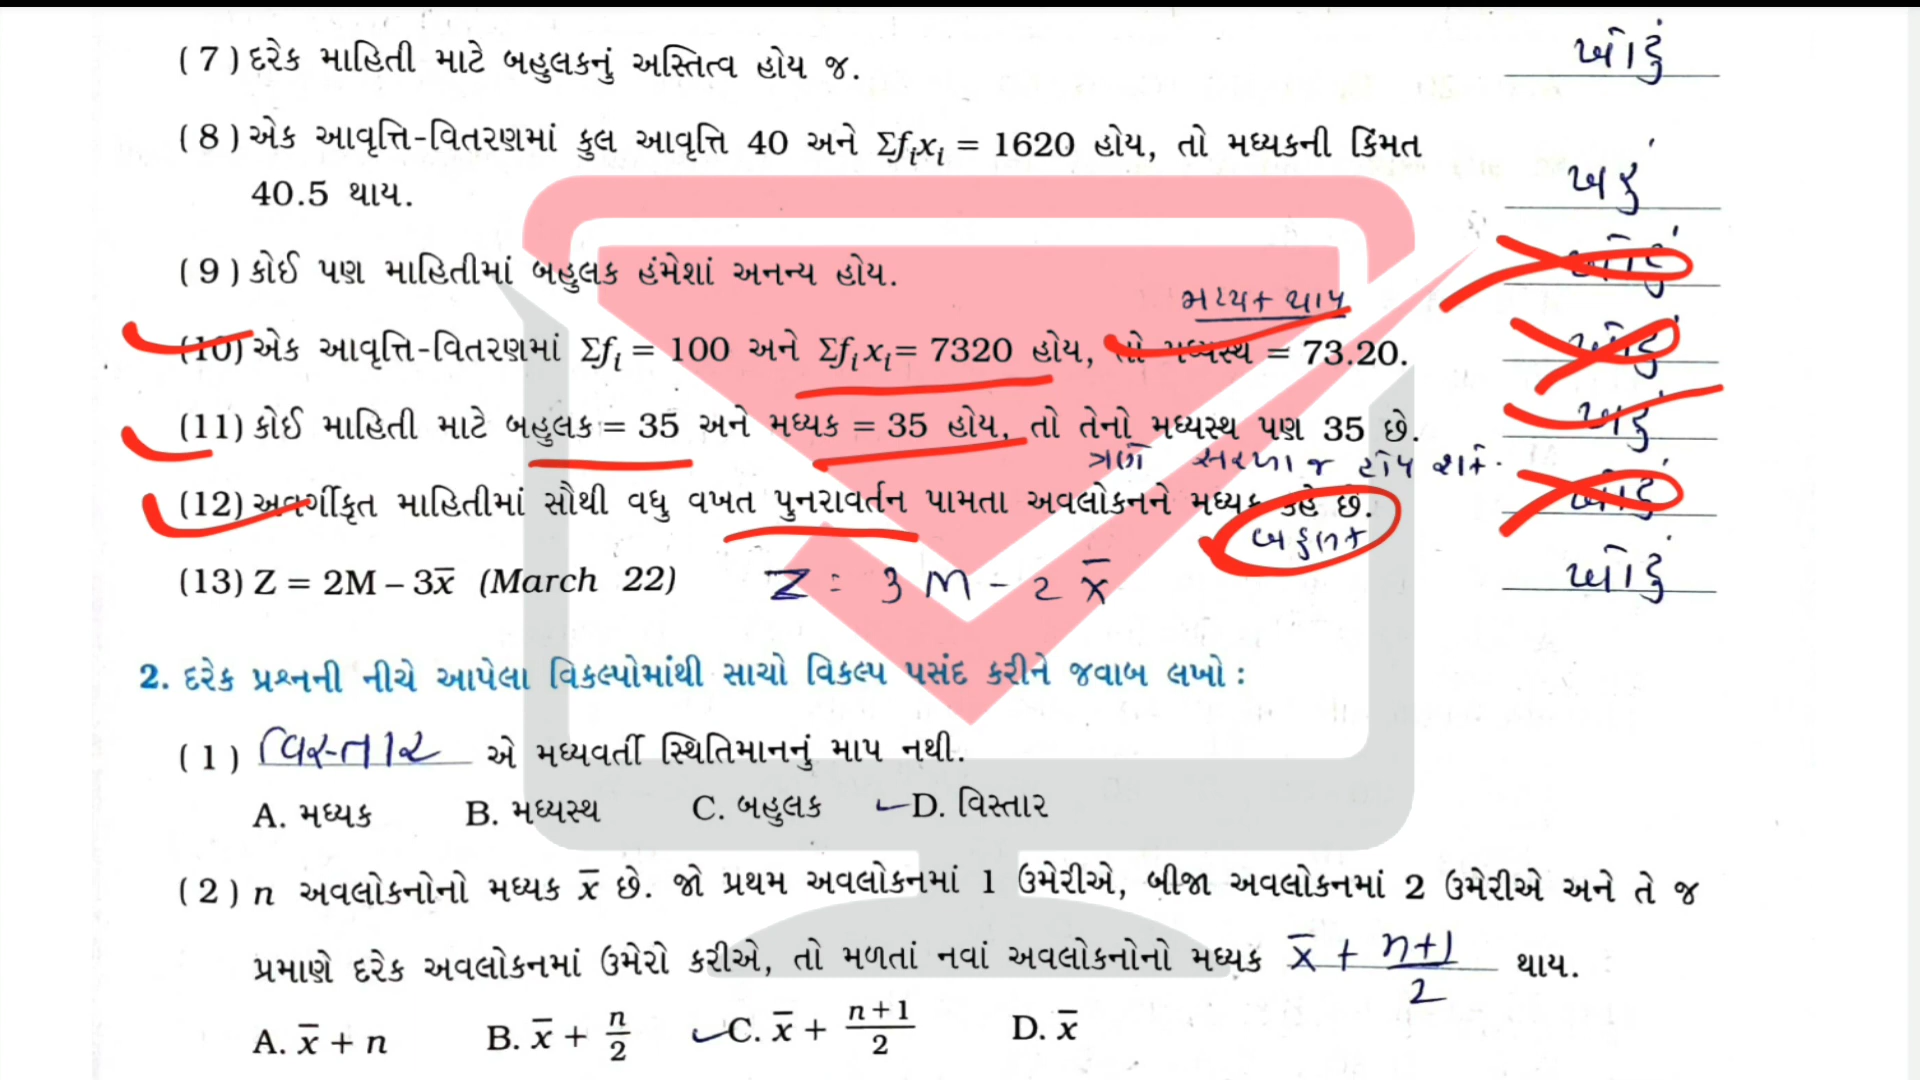 (7) દરેક માહિતી માટે બહુલકનું અસ્તિત્વ હોય જ. ખોટું
(8) એક આવૃત્તિ-વિતરણમાં કુલ આવૃત્તિ 40 અને Σfᵢxᵢ = 1620 હોય, તો મધ્યકની કિંમત
40.5 થાય. ખરું
(9) કોઈ પણ માહિતીમાં બહુલક હંમેશાં અનન્ય હોય. ખોટું
મધ્યક થાય
(10) એક આવૃત્તિ-વિતરણમાં Σfᵢ = 100 અને Σfᵢxᵢ = 7320 હોય, તો મધ્યસ્થ = 73.20. ખોટું
(11) કોઈ માહિતી માટે બહુલક = 35 અને મધ્યક = 35 હોય, તો તેનો મધ્યસ્થ પણ 35 છે. ખરું
ત્રણે સરખા જ હોય શકે.
(12) અવર્ગીકૃત માહિતીમાં સૌથી વધુ વખત પુનરાવર્તન પામતા અવલોકનને મધ્યક કહે છે. ખોટું
બહુલક
(13) Z = 2M – 3x̄ (March 22) Z = 3M – 2x̄ ખોટું
2. દરેક પ્રશ્નની નીચે આપેલા વિકલ્પોમાંથી સાચો વિકલ્પ પસંદ કરીને જવાબ લખો :
(1) વિસ્તાર એ મધ્યવર્તી સ્થિતિમાનનું માપ નથી.
A. મધ્યક B. મધ્યસ્થ C. બહુલક D. વિસ્તાર
(2) n અવલોકનોનો મધ્યક x̄ છે. જો પ્રથમ અવલોકનમાં 1 ઉમેરીએ, બીજા અવલોકનમાં 2 ઉમેરીએ અને તે જ
પ્રમાણે દરેક અવલોકનમાં ઉમેરો કરીએ, તો મળતાં નવાં અવલોકનોનો મધ્યક x̄ + (n+1)/2 થાય.
A. x̄ + n B. x̄ + n/2 C. x̄ + (n+1)/2 D. x̄